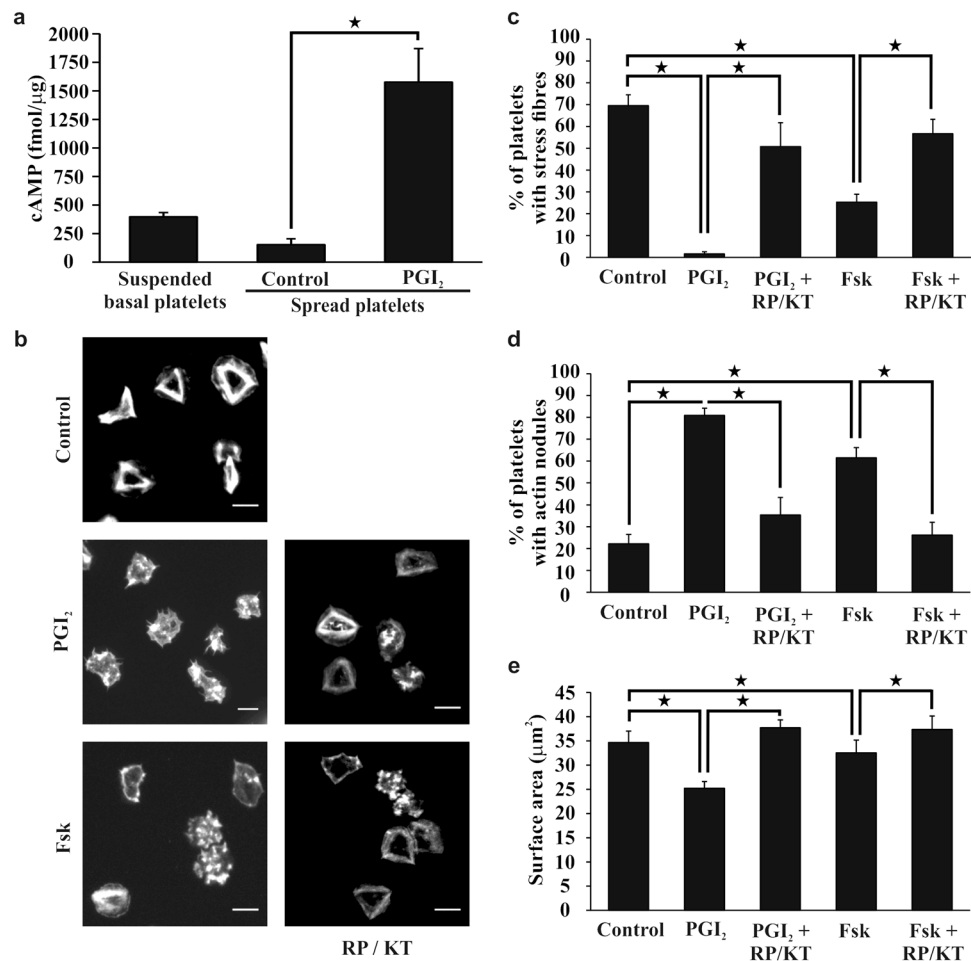 a
cAMP (fmol/μg)
2000
1750
1500
1250
1000
750
500
250
0
Suspended
basal platelets
Control
PGI₂
Spread platelets
b
Control
PGI₂
Fsk
RP / KT
c
% of platelets
with stress fibres
100
90
80
70
60
50
40
30
20
10
0
Control
PGI₂
PGI₂ +
RP/KT
Fsk
Fsk +
RP/KT
d
% of platelets
with actin nodules
100
90
80
70
60
50
40
30
20
10
0
Control
PGI₂
PGI₂ +
RP/KT
Fsk
Fsk +
RP/KT
e
Surface area (μm²)
45
40
35
30
25
20
15
10
5
0
Control
PGI₂
PGI₂ +
RP/KT
Fsk
Fsk +
RP/KT